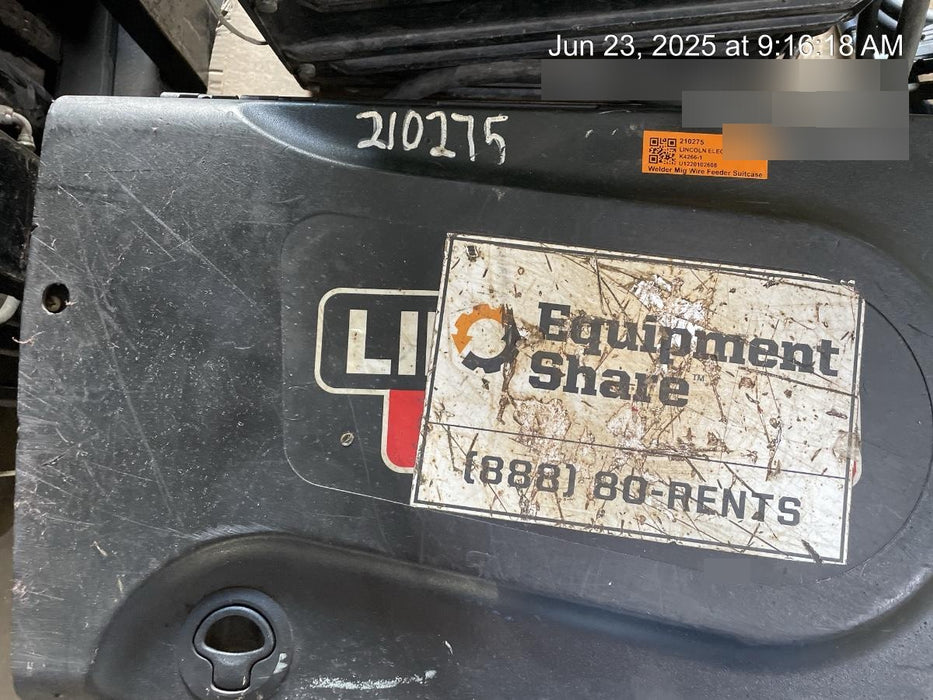 Jun 23, 2025 at 9:16:18 AM
210275
210275
LINCOLN ELEC
K4266-1
U1220102608
Welder Mig Wire Feeder Suitcase
LI
Equipment
Share™
(888) 80-RENTS